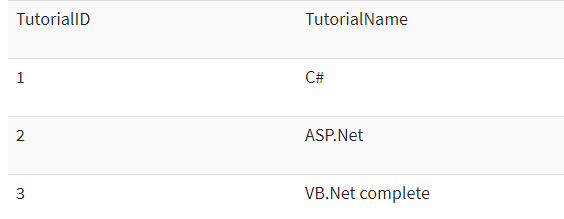 TutorialID TutorialName
1 C#
2 ASP.Net
3 VB.Net complete